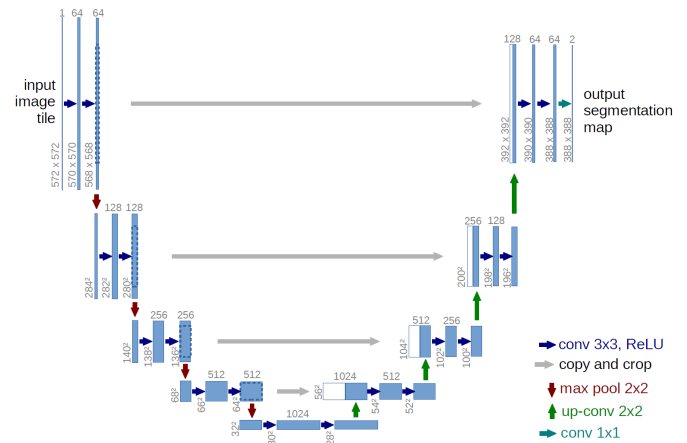 1 64 64
128 64 64 2
input
image
tile
output
segmentation
map
572 x 572
570 x 570
568 x 568
392 x 392
390 x 390
388 x 388
388 x 388
128 128
256 128
284²
282²
280²
200²
198²
196²
256 256
512 256
140²
138²
136²
104²
102²
100²
512 512
1024 512
68²
66²
64²
56²
54²
52²
1024
32²
conv 3x3, ReLU
copy and crop
max pool 2x2
up-conv 2x2
conv 1x1